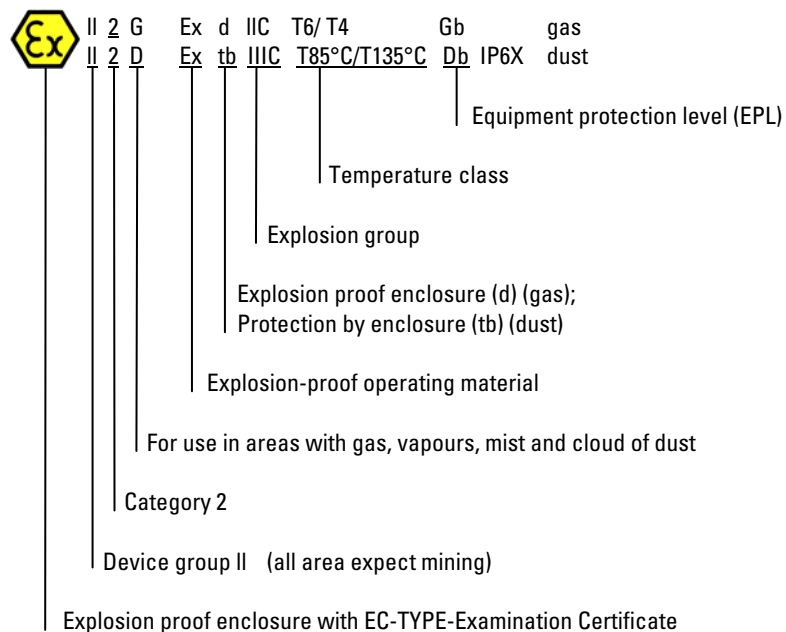 Ex II 2 G Ex d IIC T6/ T4 Gb gas
II 2 D Ex tb IIIC T85°C/T135°C Db IP6X dust
Equipment protection level (EPL)
Temperature class
Explosion group
Explosion proof enclosure (d) (gas);
Protection by enclosure (tb) (dust)
Explosion-proof operating material
For use in areas with gas, vapours, mist and cloud of dust
Category 2
Device group II (all area expect mining)
Explosion proof enclosure with EC-TYPE-Examination Certificate